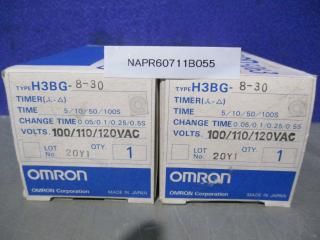 NAPR60711B055
TYPE H3BG-8-30
TIMER(人-△)
TIME 5/10/50/100S
CHANGE TIME 0.05/0.1/0.25/0.5S
VOLTS. 100/110/120VAC
LOT No. 20Y1 QTY. 1
OMRON
OMRON Corporation MADE IN JAPAN
TYPE H3BG-8-30
TIMER(人-△)
TIME 5/10/50/100S
CHANGE TIME 0.05/0.1/0.25/0.5S
VOLTS. 100/110/120VAC
LOT No. 20Y1 QTY. 1
OMRON
OMRON Corporation MADE IN JAPAN